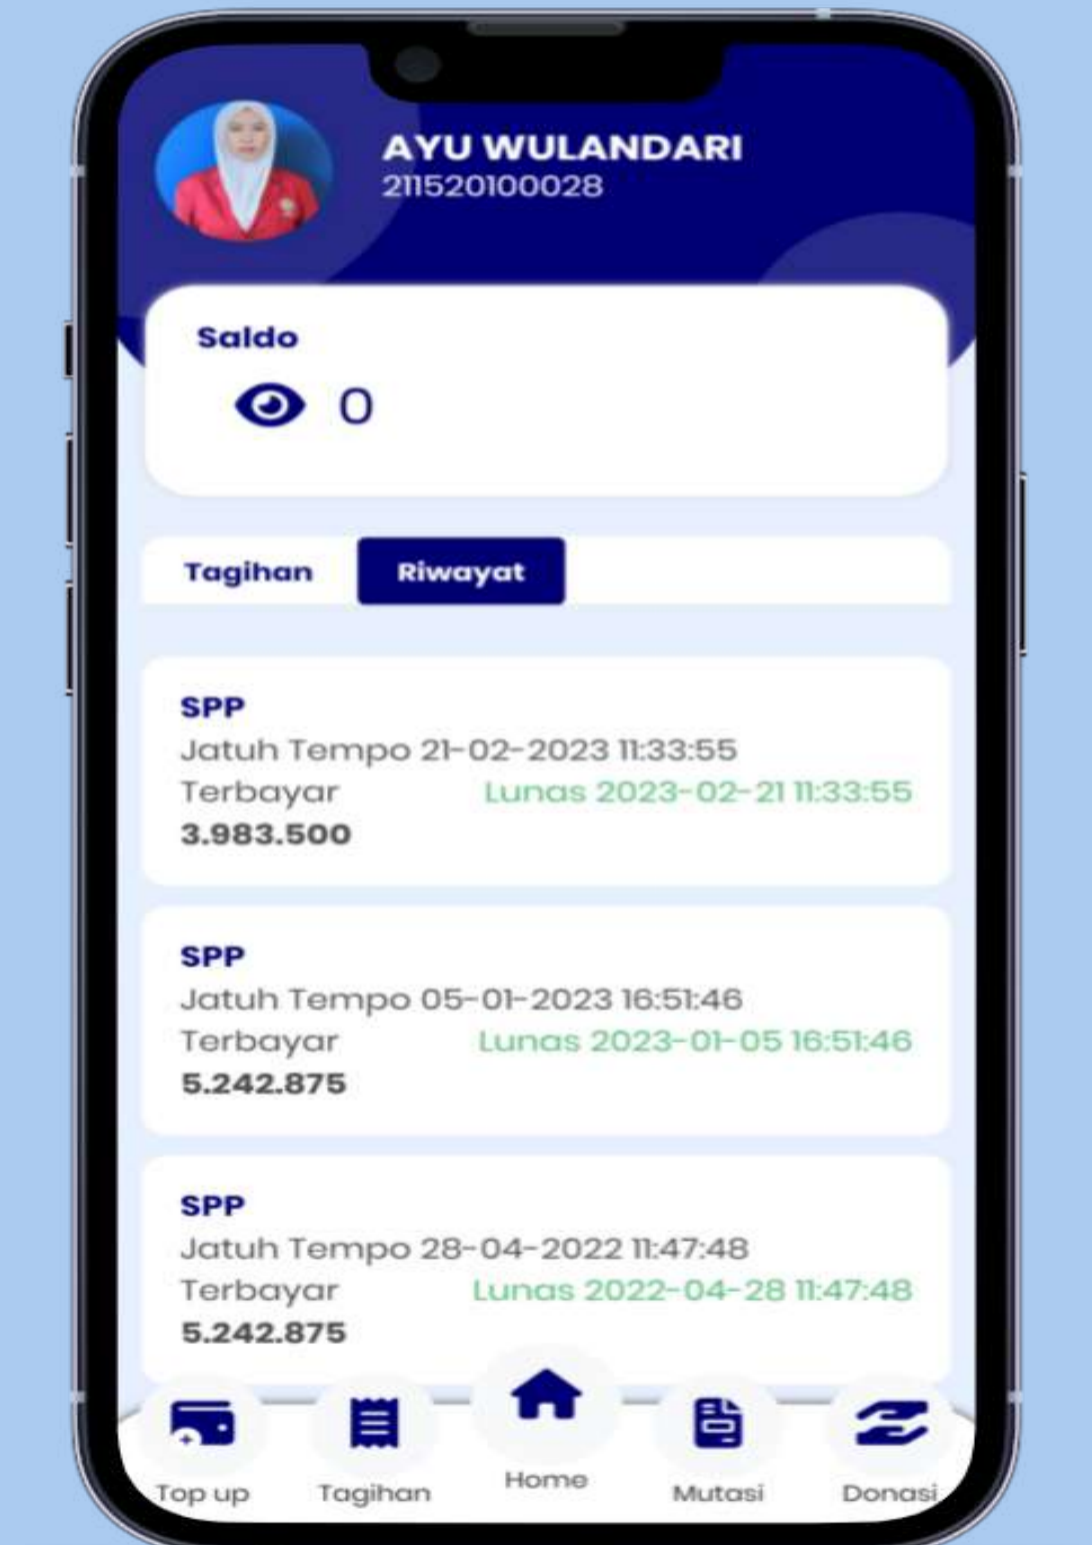 AYU WULANDARI
211520100028
Saldo
0
Tagihan Riwayat
SPP
Jatuh Tempo 21-02-2023 11:33:55
Terbayar Lunas 2023-02-21 11:33:55
3.983.500
SPP
Jatuh Tempo 05-01-2023 16:51:46
Terbayar Lunas 2023-01-05 16:51:46
5.242.875
SPP
Jatuh Tempo 28-04-2022 11:47:48
Terbayar Lunas 2022-04-28 11:47:48
5.242.875
Top up Tagihan Home Mutasi Donasi